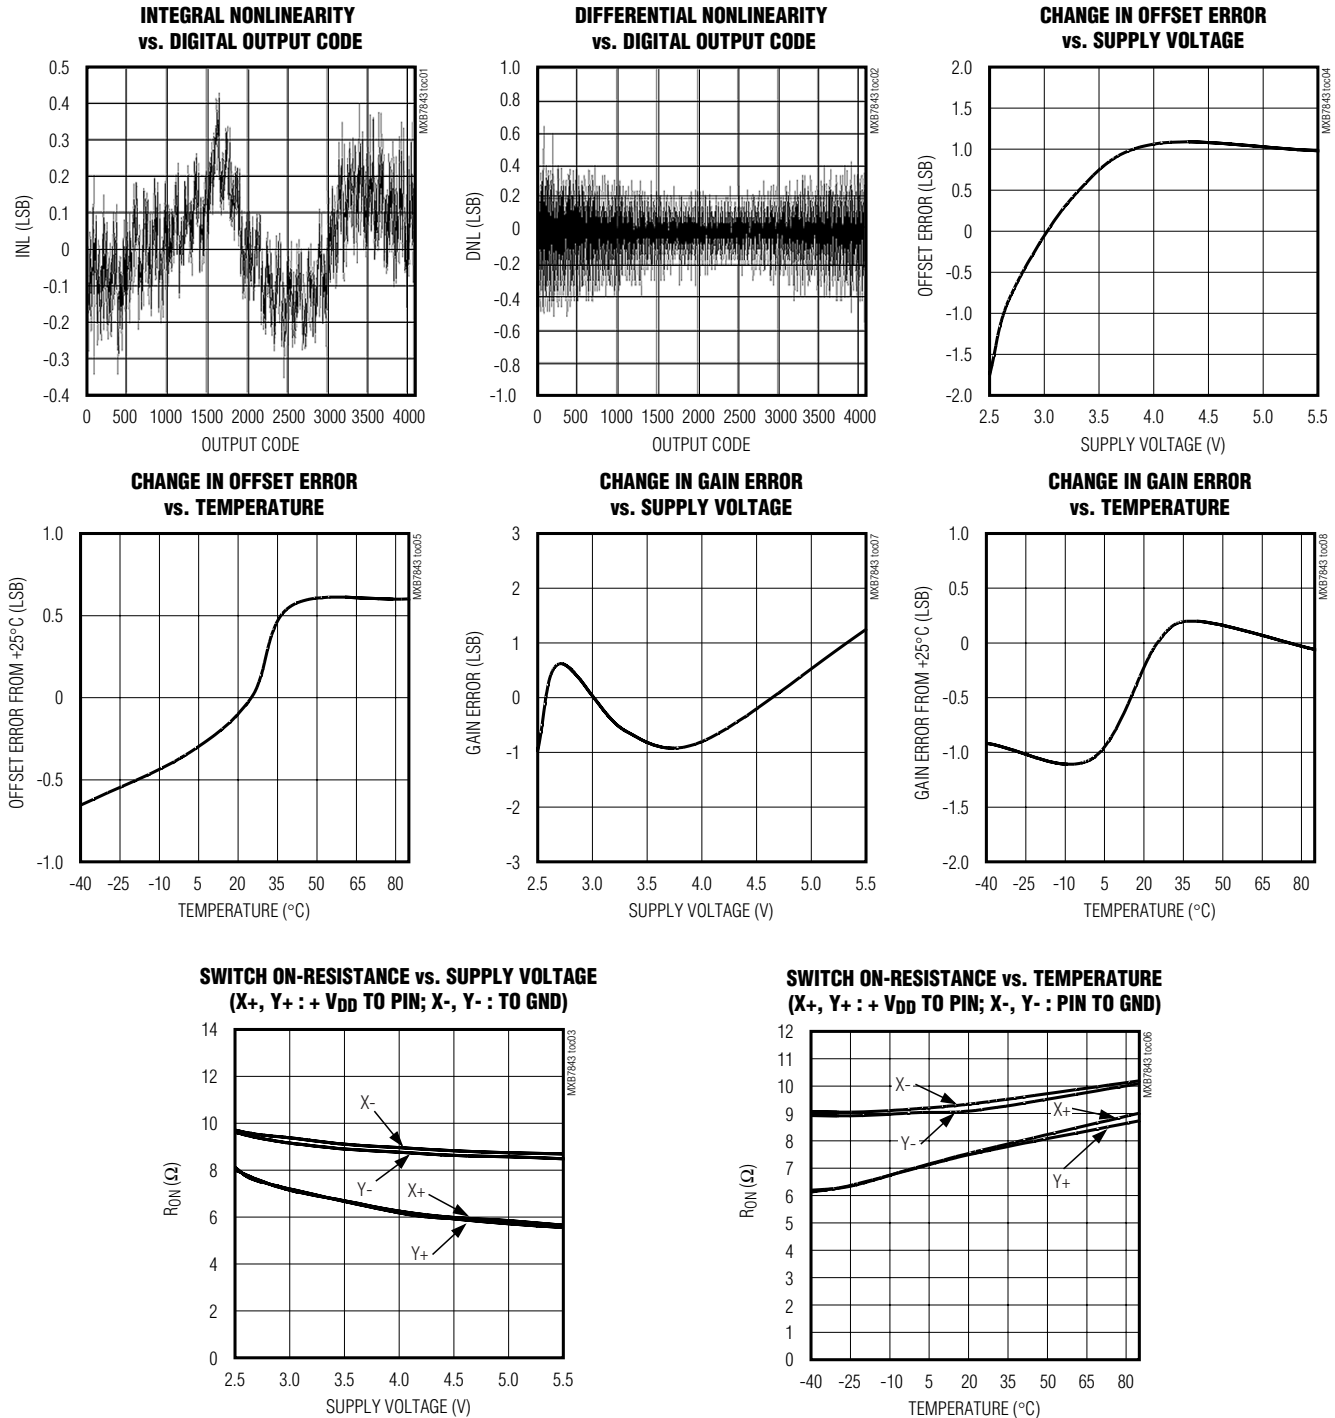 INTEGRAL NONLINEARITY
vs. DIGITAL OUTPUT CODE
INL (LSB)
0.5
0.4
0.3
0.2
0.1
0
-0.1
-0.2
-0.3
-0.4
0 500 1000 1500 2000 2500 3000 3500 4000
OUTPUT CODE
MXB7843 toc01
DIFFERENTIAL NONLINEARITY
vs. DIGITAL OUTPUT CODE
DNL (LSB)
1.0
0.8
0.6
0.4
0.2
0
-0.2
-0.4
-0.6
-0.8
-1.0
0 500 1000 1500 2000 2500 3000 3500 4000
OUTPUT CODE
MXB7843 toc02
CHANGE IN OFFSET ERROR
vs. SUPPLY VOLTAGE
OFFSET ERROR (LSB)
2.0
1.5
1.0
0.5
0
-0.5
-1.0
-1.5
-2.0
2.5 3.0 3.5 4.0 4.5 5.0 5.5
SUPPLY VOLTAGE (V)
MXB7843 toc04
CHANGE IN OFFSET ERROR
vs. TEMPERATURE
OFFSET ERROR FROM +25°C (LSB)
1.0
0.5
0
-0.5
-1.0
-40 -25 -10 5 20 35 50 65 80
TEMPERATURE (°C)
MXB7843 toc05
CHANGE IN GAIN ERROR
vs. SUPPLY VOLTAGE
GAIN ERROR (LSB)
3
2
1
0
-1
-2
-3
2.5 3.0 3.5 4.0 4.5 5.0 5.5
SUPPLY VOLTAGE (V)
MXB7843 toc07
CHANGE IN GAIN ERROR
vs. TEMPERATURE
GAIN ERROR FROM +25°C (LSB)
1.0
0.5
0
-0.5
-1.0
-1.5
-2.0
-40 -25 -10 5 20 35 50 65 80
TEMPERATURE (°C)
MXB7843 toc08
SWITCH ON-RESISTANCE vs. SUPPLY VOLTAGE
(X+, Y+ : + VDD TO PIN; X-, Y- : TO GND)
RON (Ω)
14
12
10
8
6
4
2
0
X-
Y-
X+
Y+
2.5 3.0 3.5 4.0 4.5 5.0 5.5
SUPPLY VOLTAGE (V)
MXB7843 toc03
SWITCH ON-RESISTANCE vs. TEMPERATURE
(X+, Y+ : + VDD TO PIN; X-, Y- : PIN TO GND)
RON (Ω)
12
11
10
9
8
7
6
5
4
3
2
1
0
X-
X+
Y-
Y+
-40 -25 -10 5 20 35 50 65 80
TEMPERATURE (°C)
MXB7843 toc06